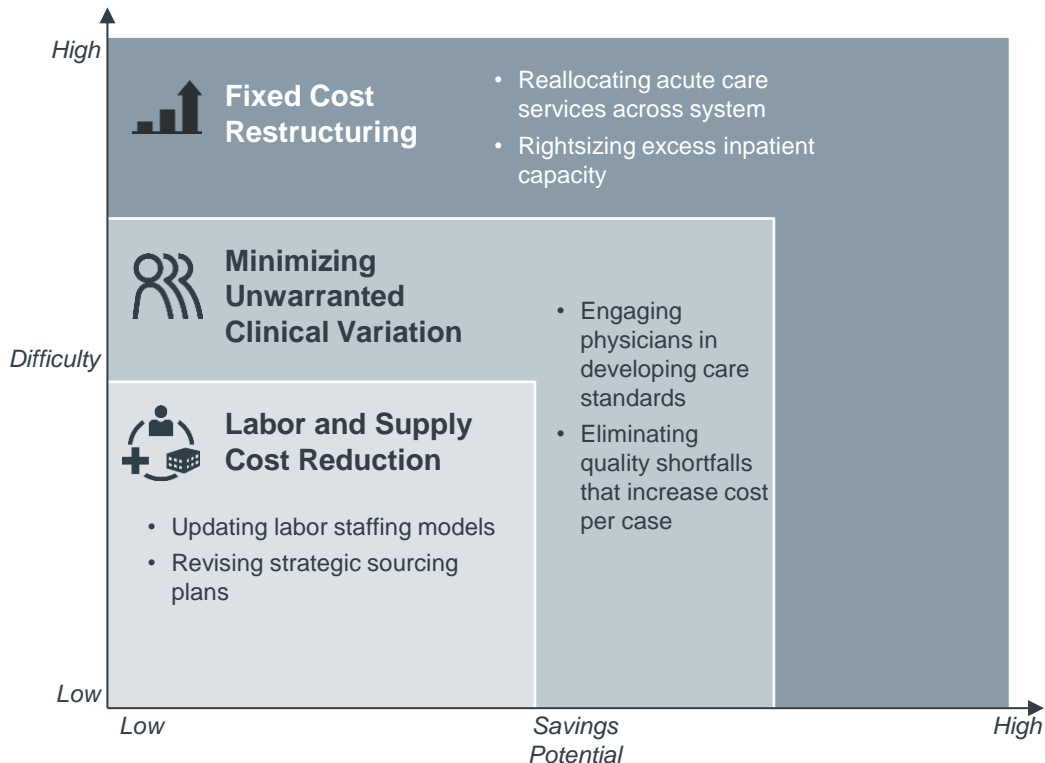 High
Fixed Cost
Restructuring
• Reallocating acute care
services across system
• Rightsizing excess inpatient
capacity
Minimizing
Unwarranted
Clinical Variation
• Engaging
physicians in
developing care
standards
• Eliminating
quality shortfalls
that increase cost
per case
Difficulty
Labor and Supply
Cost Reduction
• Updating labor staffing models
• Revising strategic sourcing
plans
Low
Low
Savings
Potential
High